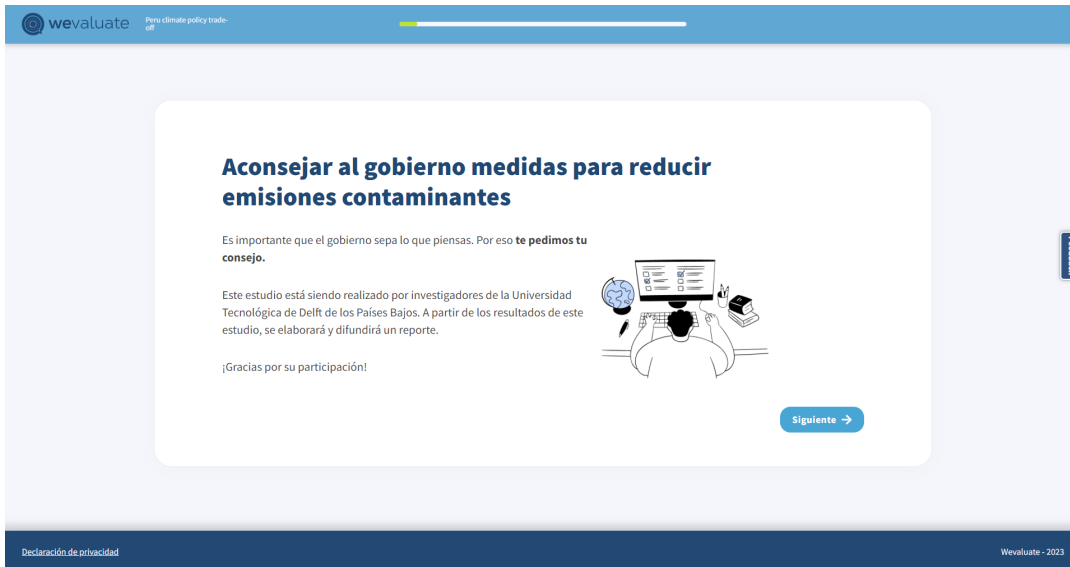 wevaluate
Peru climate policy trade-
off
Aconsejar al gobierno medidas para reducir
emisiones contaminantes
Es importante que el gobierno sepa lo que piensas. Por eso te pedimos tu
consejo.
Este estudio está siendo realizado por investigadores de la Universidad
Tecnológica de Delft de los Países Bajos. A partir de los resultados de este
estudio, se elaborará y difundirá un reporte.
¡Gracias por su participación!
Siguiente →
Declaración de privacidad
Wevaluate - 2023